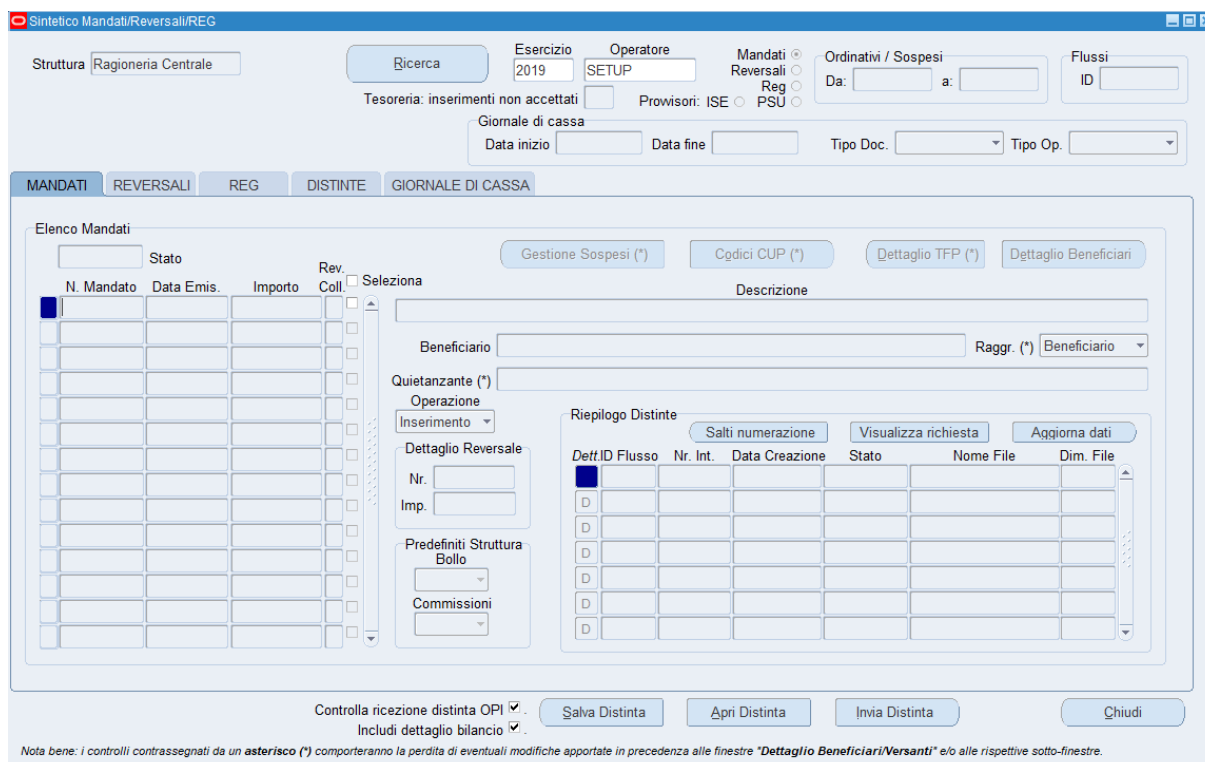 Sintetico Mandati/Reversali/REG
Struttura Ragioneria Centrale
Ricerca
Esercizio Operatore
2019 SETUP
Mandati
Reversali
Reg
Tesoreria: inserimenti non accettati
Provvisori: ISE PSU
Ordinativi / Sospesi
Da: a:
Flussi
ID
Giornale di cassa
Data inizio Data fine Tipo Doc. Tipo Op.
MANDATI REVERSALI REG DISTINTE GIORNALE DI CASSA
Elenco Mandati
Stato
Gestione Sospesi (*) Codici CUP (*) Dettaglio TFP (*) Dettaglio Beneficiari
N. Mandato Data Emis. Importo Rev. Coll. Seleziona
Descrizione
Beneficiario Raggr. (*) Beneficiario
Quietanzante (*)
Operazione
Inserimento
Dettaglio Reversale
Nr.
Imp.
Predefiniti Struttura
Bollo
Commissioni
Riepilogo Distinte
Salti numerazione Visualizza richiesta Aggiorna dati
Dett. ID Flusso Nr. Int. Data Creazione Stato Nome File Dim. File
D
D
D
D
D
D
Controlla ricezione distinta OPI .
Includi dettaglio bilancio .
Salva Distinta Apri Distinta Invia Distinta Chiudi
Nota bene: i controlli contrassegnati da un asterisco (*) comporteranno la perdita di eventuali modifiche apportate in precedenza alle finestre "Dettaglio Beneficiari/Versanti" e/o alle rispettive sotto-finestre.